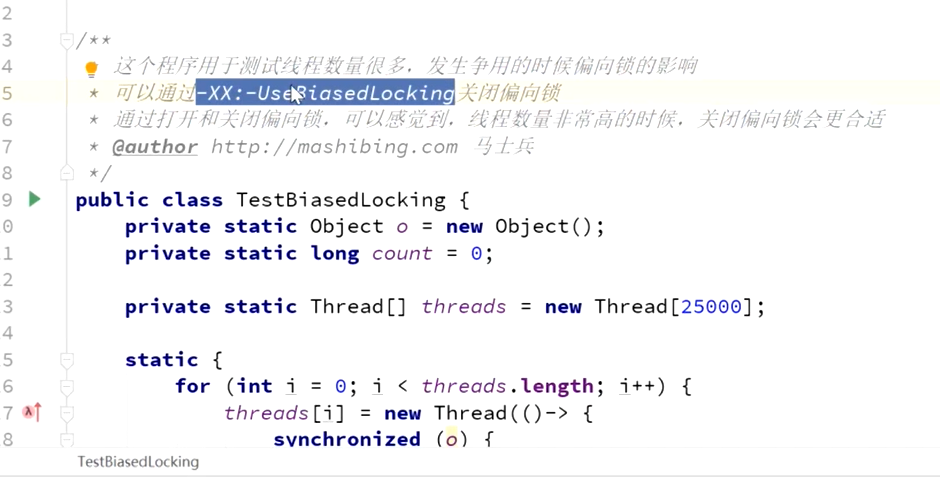 2
3 /**
4 这个程序用于测试线程数量很多，发生争用的时候偏向锁的影响
5 * 可以通过-XX:-UseBiasedLocking关闭偏向锁
6 * 通过打开和关闭偏向锁，可以感觉到，线程数量非常高的时候，关闭偏向锁会更合适
7 * @author http://mashibing.com 马士兵
8 */
9 public class TestBiasedLocking {
0 private static Object o = new Object();
1 private static long count = 0;
2
3 private static Thread[] threads = new Thread[25000];
4
5 static {
6 for (int i = 0; i < threads.length; i++) {
7 threads[i] = new Thread(()-> {
8 synchronized (o) {
TestBiasedLocking